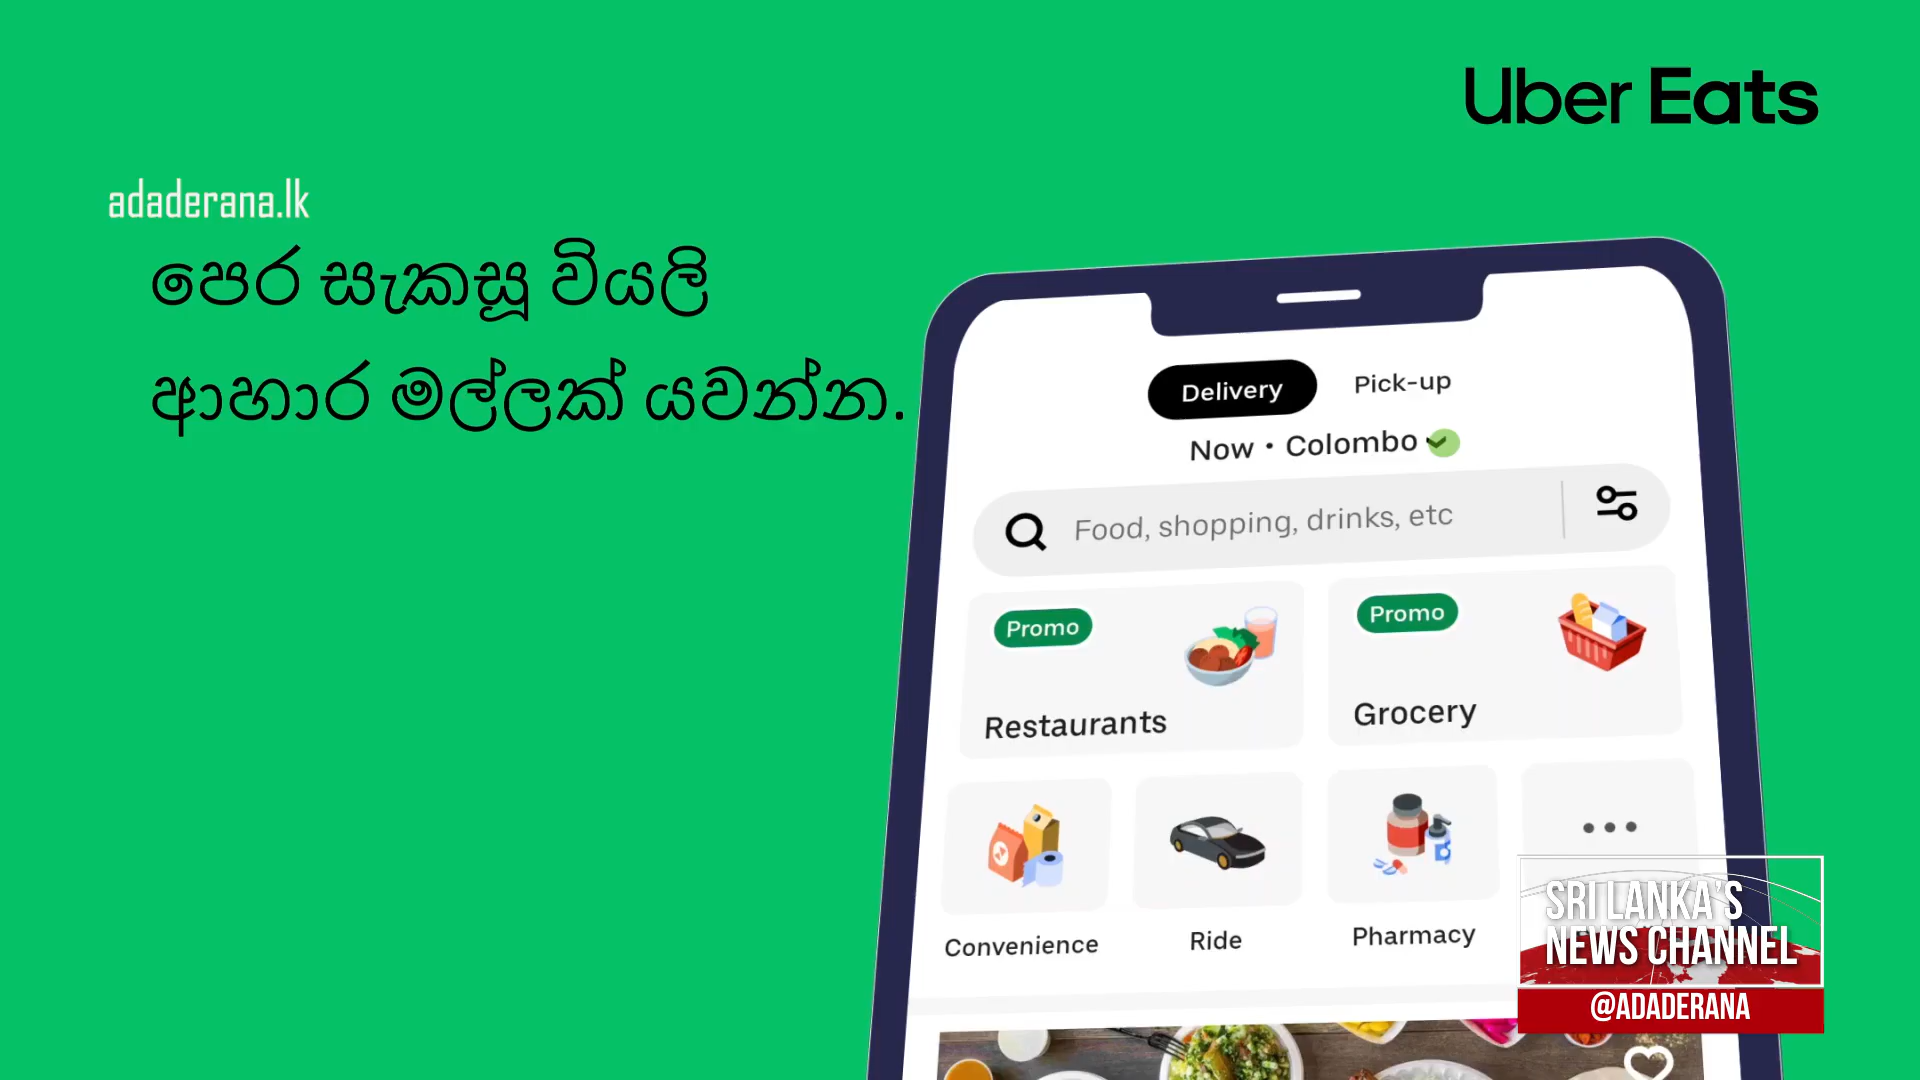 Uber Eats
adaderana.lk
පෙර සැකසූ වියලි
ආහාර මල්ලක් යවන්න.
Delivery Pick-up
Now • Colombo
Food, shopping, drinks, etc
Promo Promo
Restaurants Grocery
Convenience Ride Pharmacy
SRI LANKA'S
NEWS CHANNEL
@ADADERANA